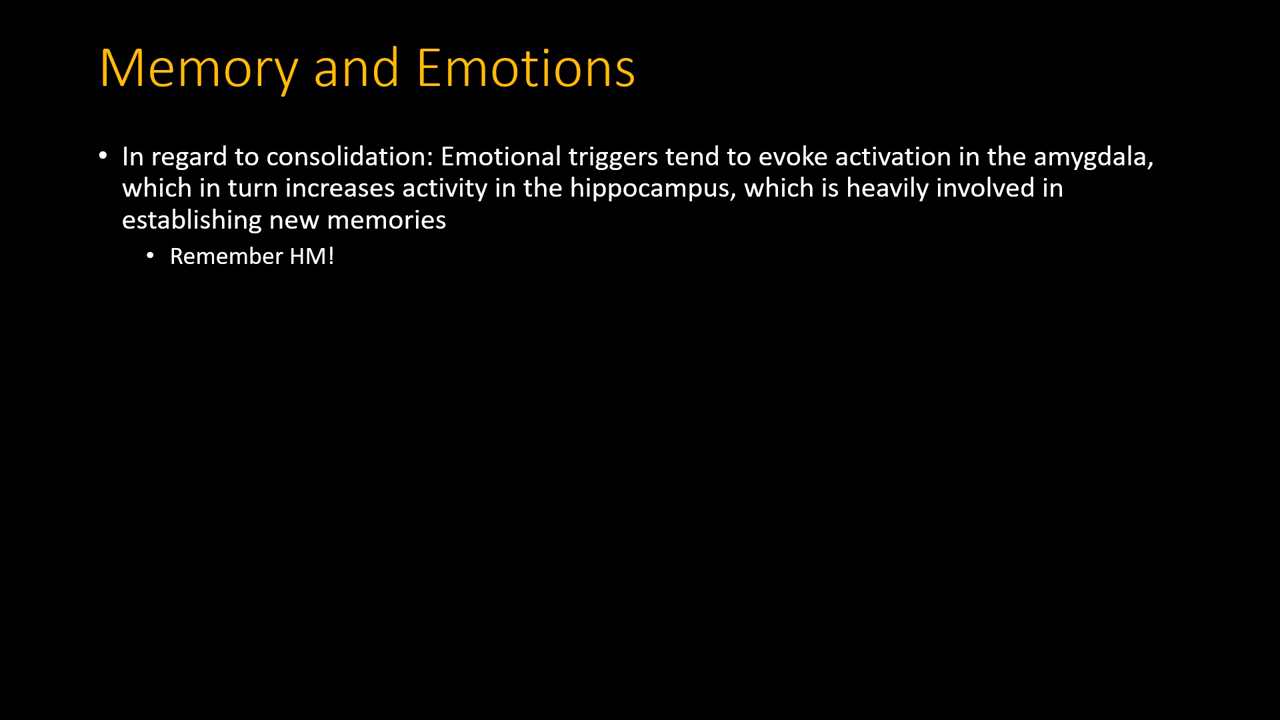 Memory and Emotions
• In regard to consolidation: Emotional triggers tend to evoke activation in the amygdala,
which in turn increases activity in the hippocampus, which is heavily involved in
establishing new memories
• Remember HM!